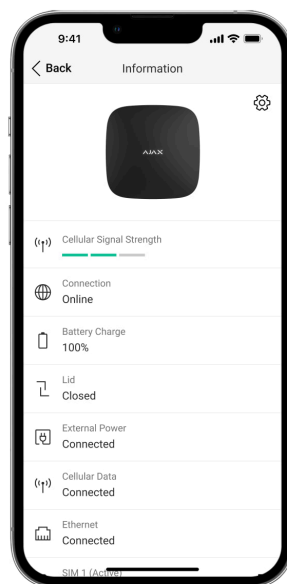 9:41
Back
Information
AJAX
Cellular Signal Strength
Connection
Online
Battery Charge
100%
Lid
Closed
External Power
Connected
Cellular Data
Connected
Ethernet
Connected
SIM 1 (Active)